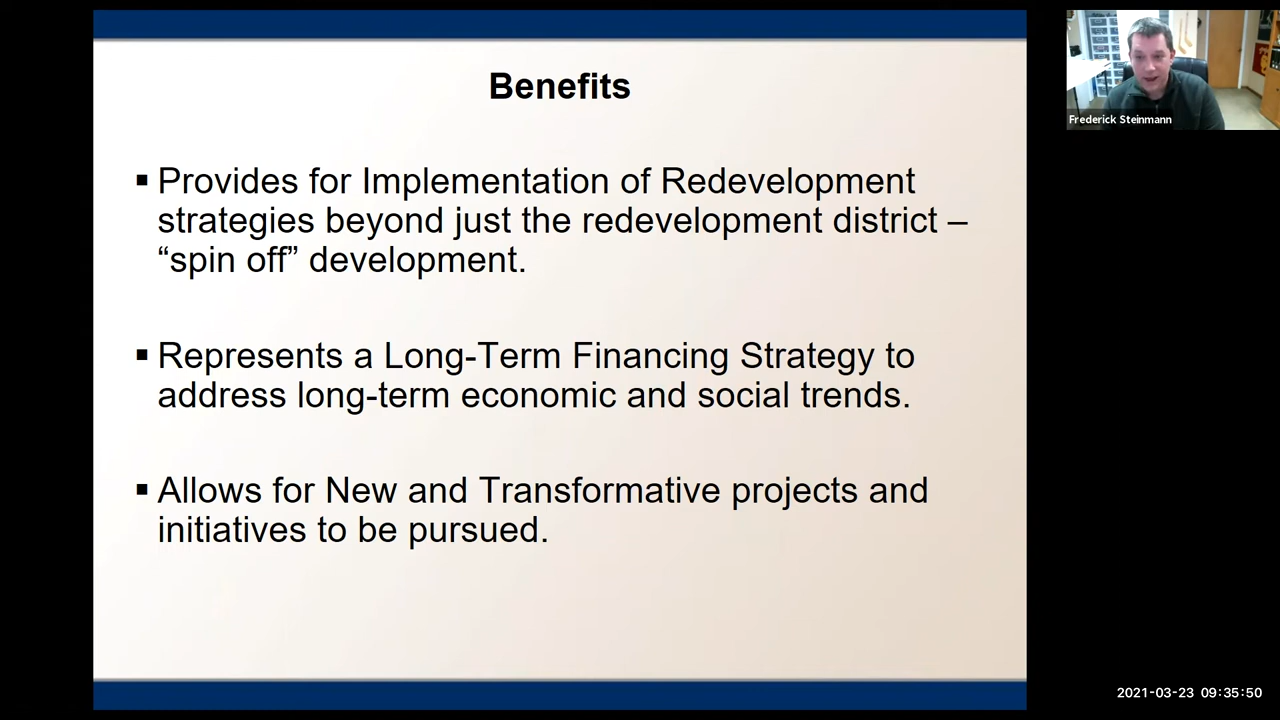 Benefits
▪ Provides for Implementation of Redevelopment
strategies beyond just the redevelopment district –
“spin off” development.
▪ Represents a Long-Term Financing Strategy to
address long-term economic and social trends.
▪ Allows for New and Transformative projects and
initiatives to be pursued.
Frederick Steinmann
2021-03-23 09:35:50